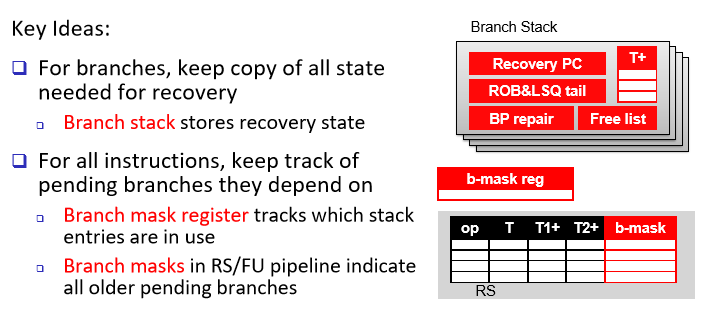 Key Ideas:
For branches, keep copy of all state
needed for recovery
Branch stack stores recovery state
For all instructions, keep track of
pending branches they depend on
Branch mask register tracks which stack
entries are in use
Branch masks in RS/FU pipeline indicate
all older pending branches
Branch Stack
Recovery PC
T+
ROB&LSQ tail
BP repair
Free list
b-mask reg
op T T1+ T2+ b-mask
RS